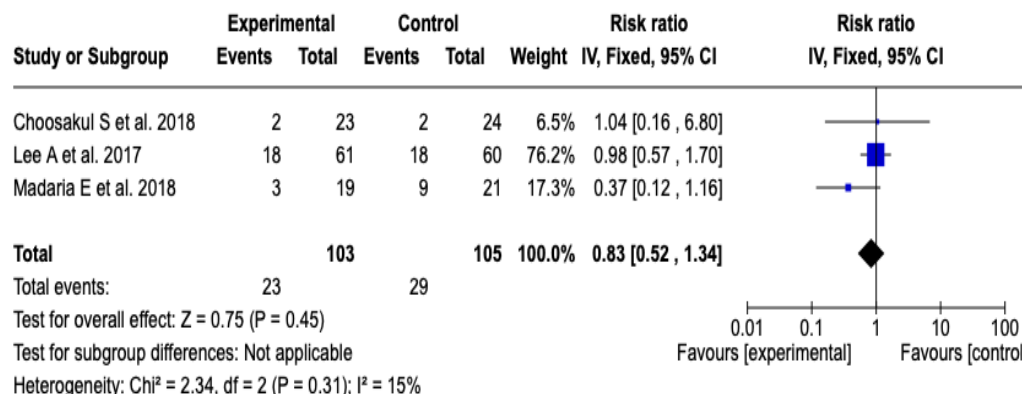 Experimental Control Risk ratio Risk ratio
Study or Subgroup Events Total Events Total Weight IV, Fixed, 95% CI IV, Fixed, 95% CI
Choosakul S et al. 2018 2 23 2 24 6.5% 1.04 [0.16 , 6.80]
Lee A et al. 2017 18 61 18 60 76.2% 0.98 [0.57 , 1.70]
Madaria E et al. 2018 3 19 9 21 17.3% 0.37 [0.12 , 1.16]
Total 103 105 100.0% 0.83 [0.52 , 1.34]
Total events: 23 29
Test for overall effect: Z = 0.75 (P = 0.45)
0.01 0.1 1 10 100
Test for subgroup differences: Not applicable
Favours [experimental] Favours [control
Heterogeneity: Chi² = 2.34, df = 2 (P = 0.31); I² = 15%